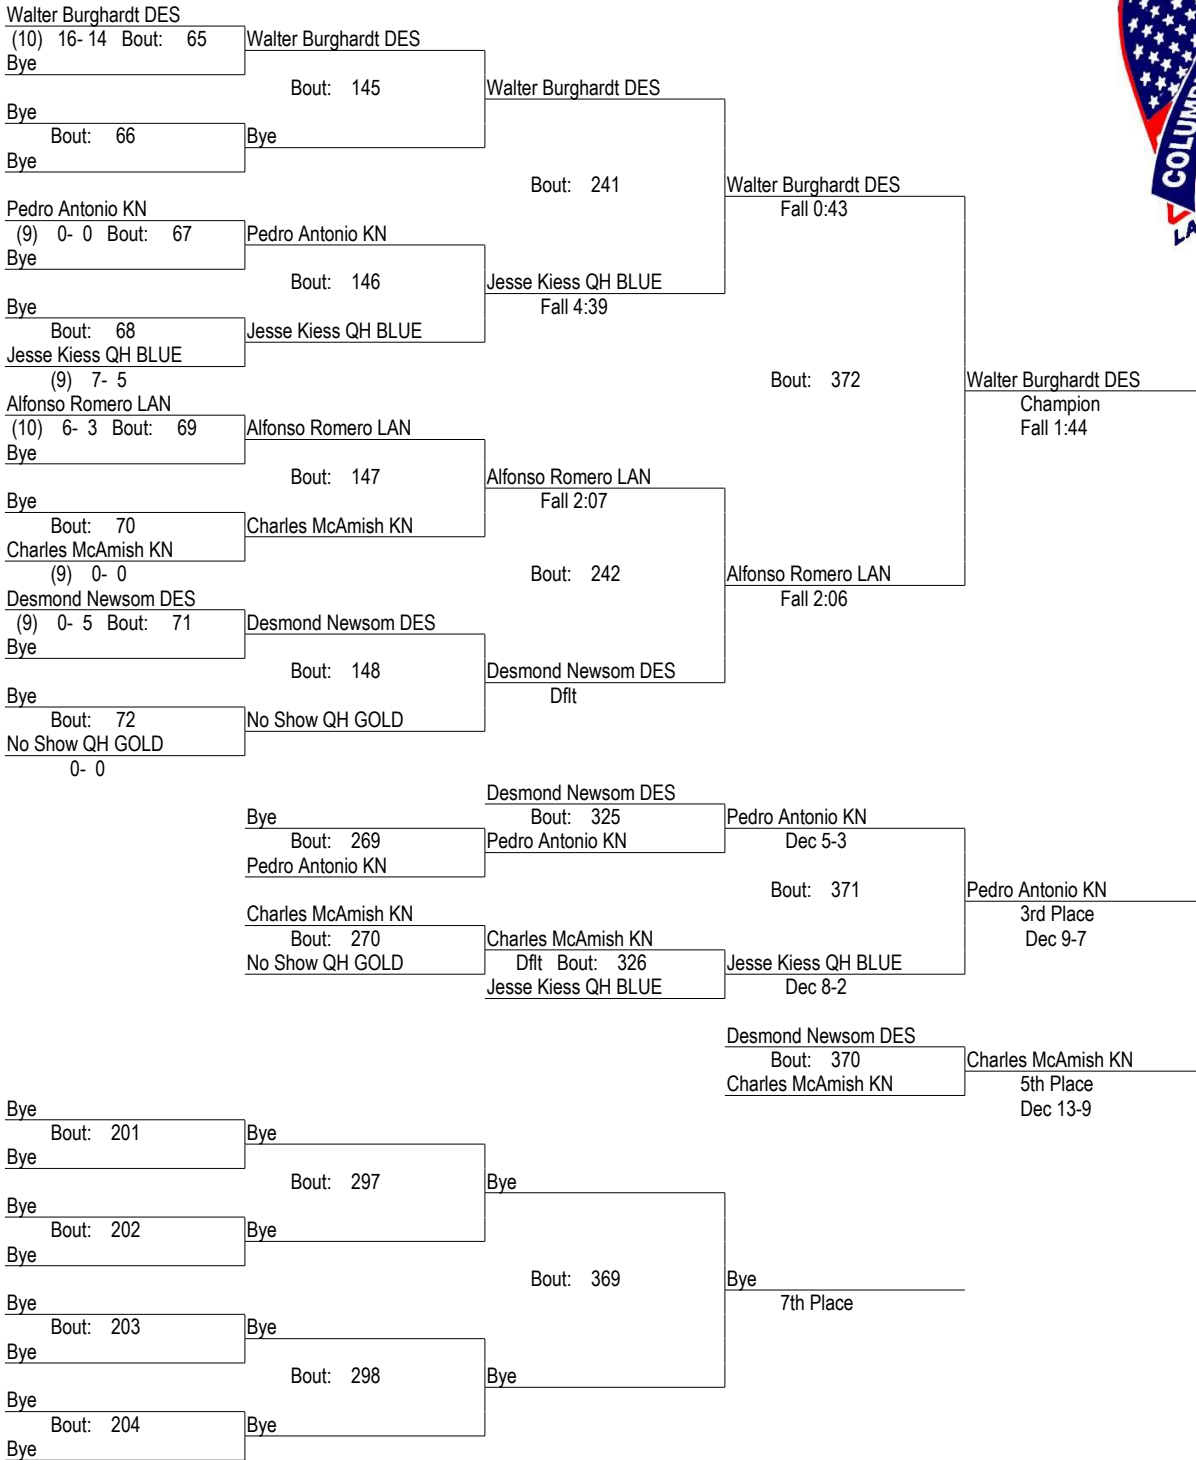 Walter Burghardt DES
(10) 16- 14 Bout: 65 Walter Burghardt DES
Bye
Bout: 145 Walter Burghardt DES
Bye
Bout: 66 Bye
Bye
Bout: 241 Walter Burghardt DES
Fall 0:43
Pedro Antonio KN
(9) 0- 0 Bout: 67 Pedro Antonio KN
Bye
Bout: 146 Jesse Kiess QH BLUE
Fall 4:39
Bye
Bout: 68 Jesse Kiess QH BLUE
Jesse Kiess QH BLUE
(9) 7- 5
Bout: 372 Walter Burghardt DES
Champion
Fall 1:44
Alfonso Romero LAN
(10) 6- 3 Bout: 69 Alfonso Romero LAN
Bye
Bout: 147 Alfonso Romero LAN
Fall 2:07
Bye
Bout: 70 Charles McAmish KN
Charles McAmish KN
(9) 0- 0
Bout: 242 Alfonso Romero LAN
Fall 2:06
Desmond Newsom DES
(9) 0- 5 Bout: 71 Desmond Newsom DES
Bye
Bout: 148 Desmond Newsom DES
Dflt
Bye
Bout: 72 No Show QH GOLD
No Show QH GOLD
0- 0
Desmond Newsom DES
Bye
Bout: 325 Pedro Antonio KN
Dec 5-3
Bout: 269 Pedro Antonio KN
Pedro Antonio KN
Bout: 371 Pedro Antonio KN
3rd Place
Dec 9-7
Charles McAmish KN
Bout: 270 Charles McAmish KN
No Show QH GOLD
Dflt Bout: 326 Jesse Kiess QH BLUE
Jesse Kiess QH BLUE
Dec 8-2
Desmond Newsom DES
Bout: 370 Charles McAmish KN
Charles McAmish KN
5th Place
Dec 13-9
Bye
Bout: 201 Bye
Bye
Bout: 297 Bye
Bye
Bout: 202 Bye
Bye
Bout: 369 Bye
7th Place
Bye
Bout: 203 Bye
Bye
Bout: 298 Bye
Bye
Bout: 204 Bye
Bye